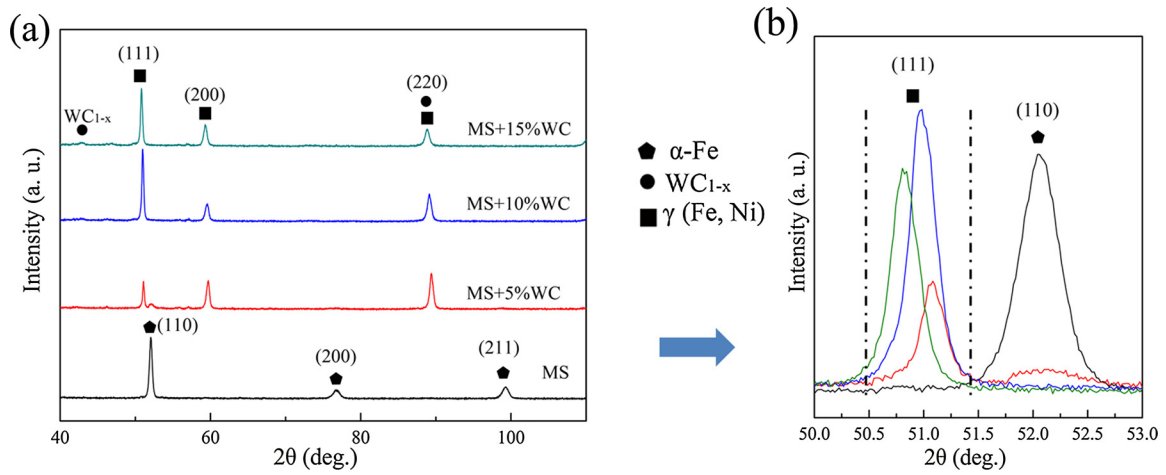 (a)
(111)
(200)
(220)
WC1-x
MS+15%WC
MS+10%WC
MS+5%WC
(110)
(200)
(211)
MS
Intensity (a. u.)
40 60 80 100
2θ (deg.)
α-Fe
WC1-x
γ (Fe, Ni)
(b)
(111)
(110)
Intensity (a. u.)
50.0 50.5 51.0 51.5 52.0 52.5 53.0
2θ (deg.)